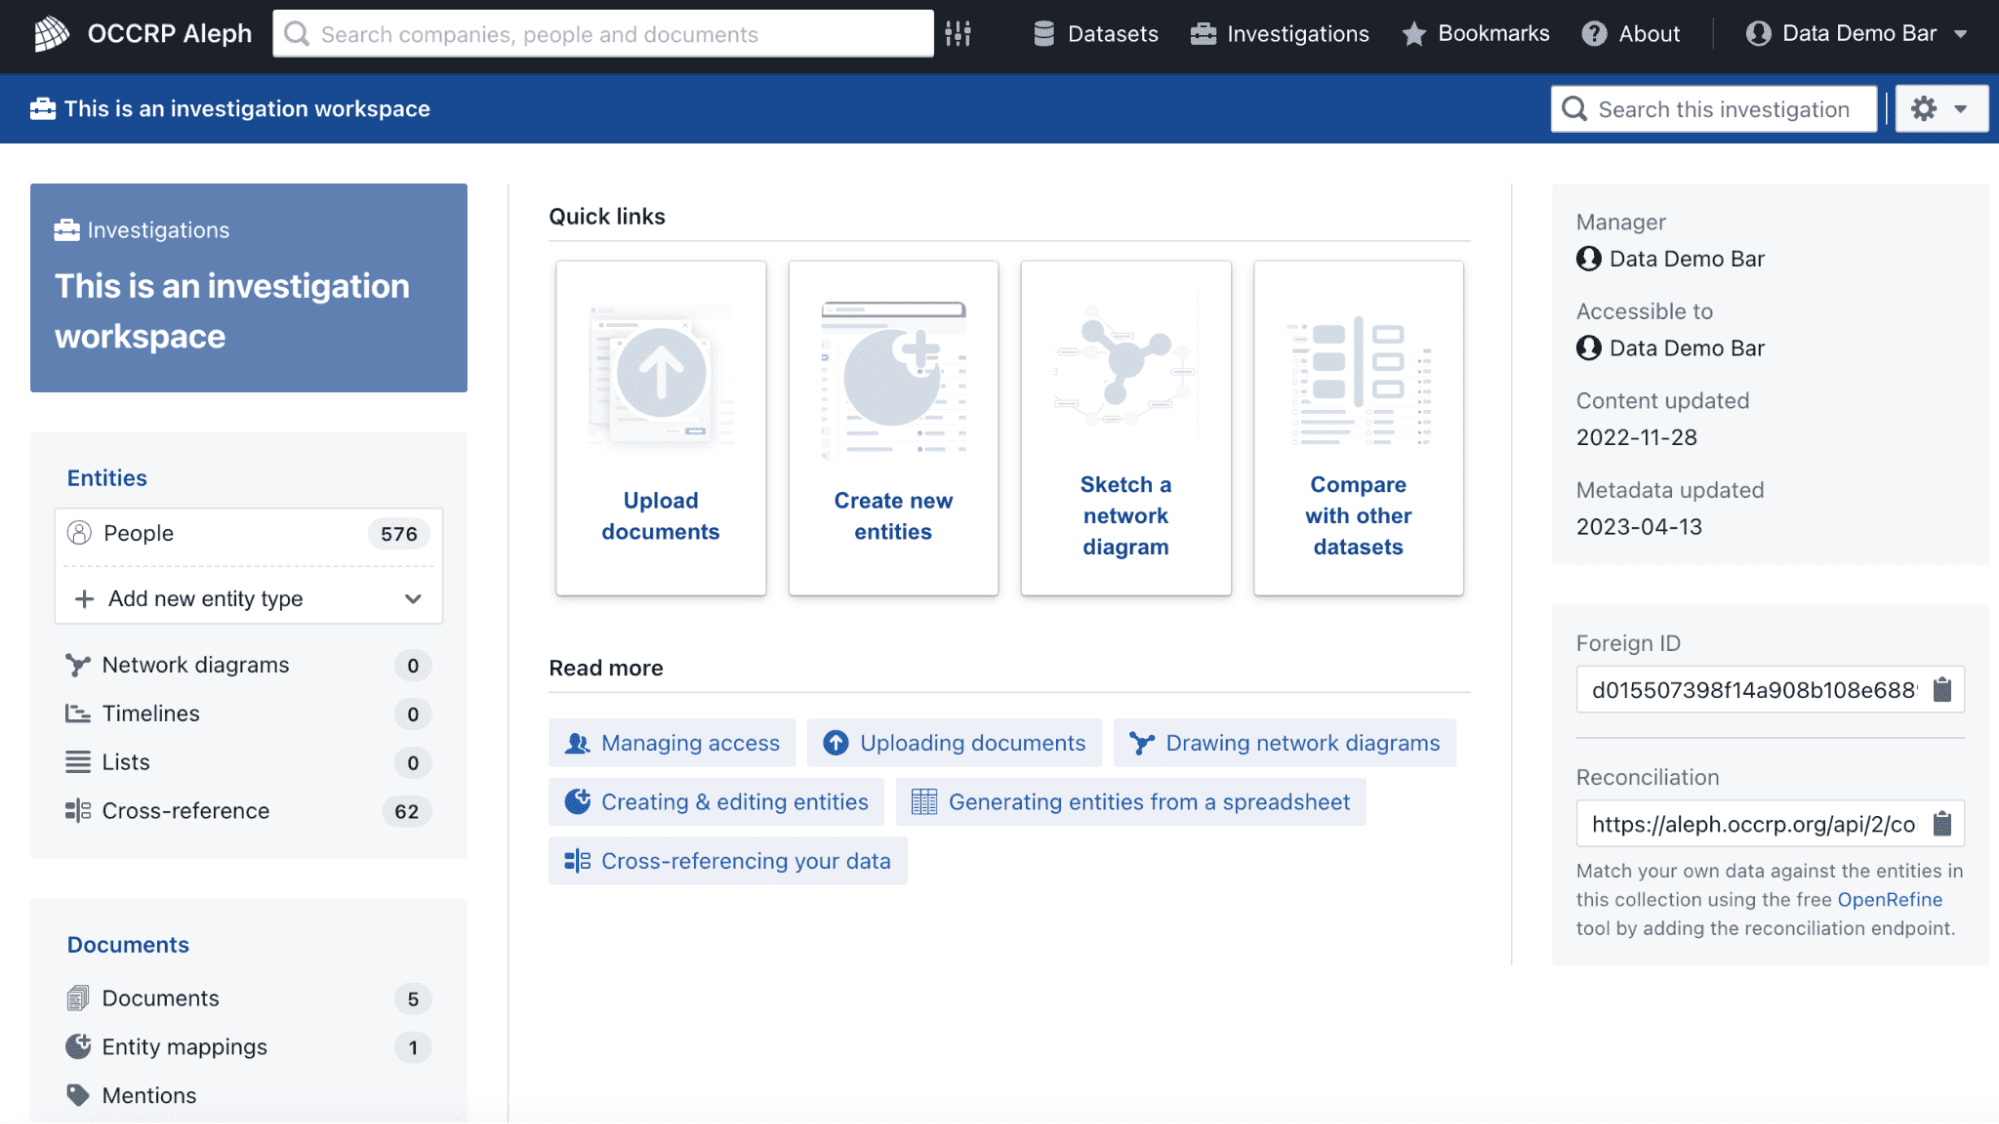 OCCRP Aleph
Search companies, people and documents
Datasets
Investigations
Bookmarks
About
Data Demo Bar
This is an investigation workspace
Search this investigation
Investigations
This is an investigation
workspace
Entities
People 576
Add new entity type
Network diagrams 0
Timelines 0
Lists 0
Cross-reference 62
Documents
Documents 5
Entity mappings 1
Mentions
Quick links
Upload
documents
Create new
entities
Sketch a
network
diagram
Compare
with other
datasets
Read more
Managing access
Uploading documents
Drawing network diagrams
Creating & editing entities
Generating entities from a spreadsheet
Cross-referencing your data
Manager
Data Demo Bar
Accessible to
Data Demo Bar
Content updated
2022-11-28
Metadata updated
2023-04-13
Foreign ID
d015507398f14a908b108e688
Reconciliation
https://aleph.occrp.org/api/2/co
Match your own data against the entities in
this collection using the free OpenRefine
tool by adding the reconciliation endpoint.